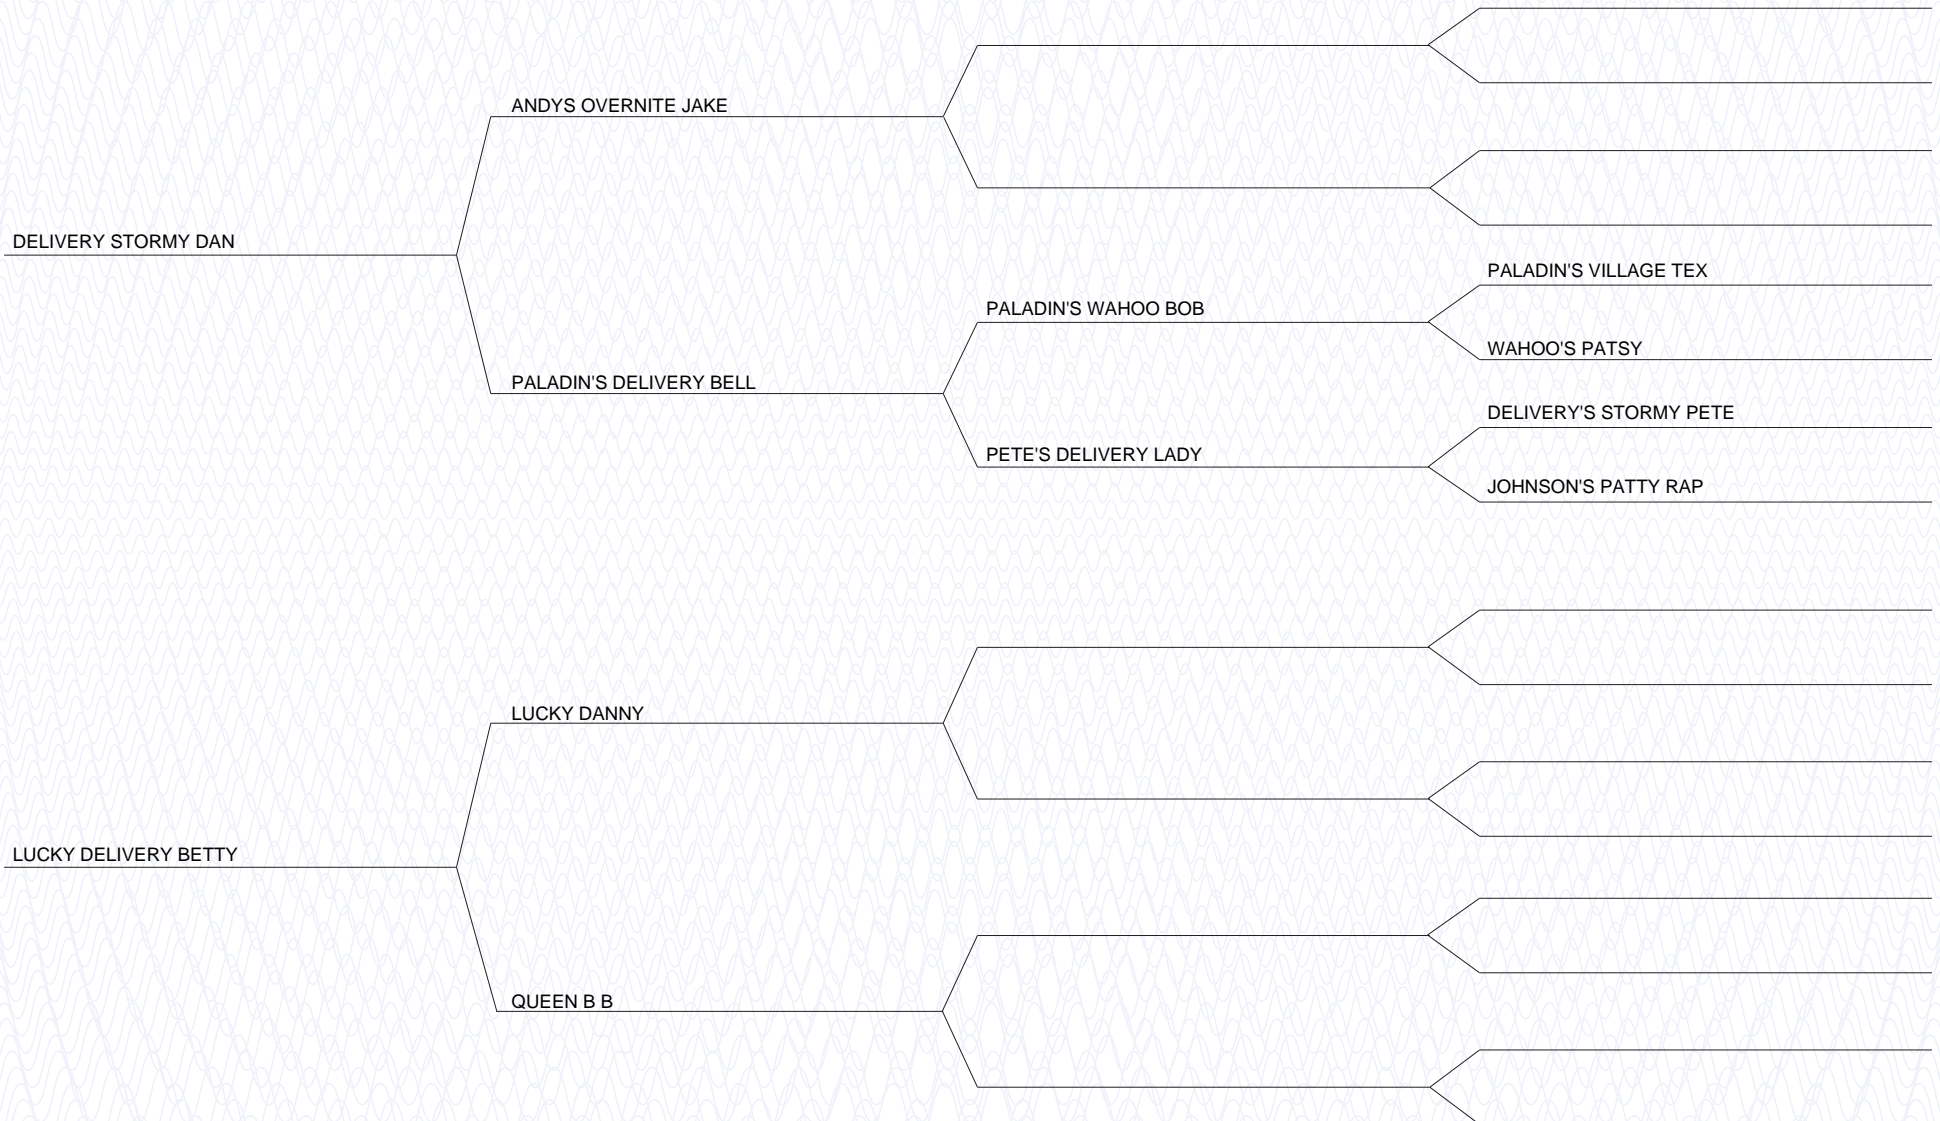 ANDYS OVERNITE JAKE
DELIVERY STORMY DAN
PALADIN'S VILLAGE TEX
PALADIN'S WAHOO BOB
WAHOO'S PATSY
PALADIN'S DELIVERY BELL
DELIVERY'S STORMY PETE
PETE'S DELIVERY LADY
JOHNSON'S PATTY RAP
LUCKY DANNY
LUCKY DELIVERY BETTY
QUEEN B B